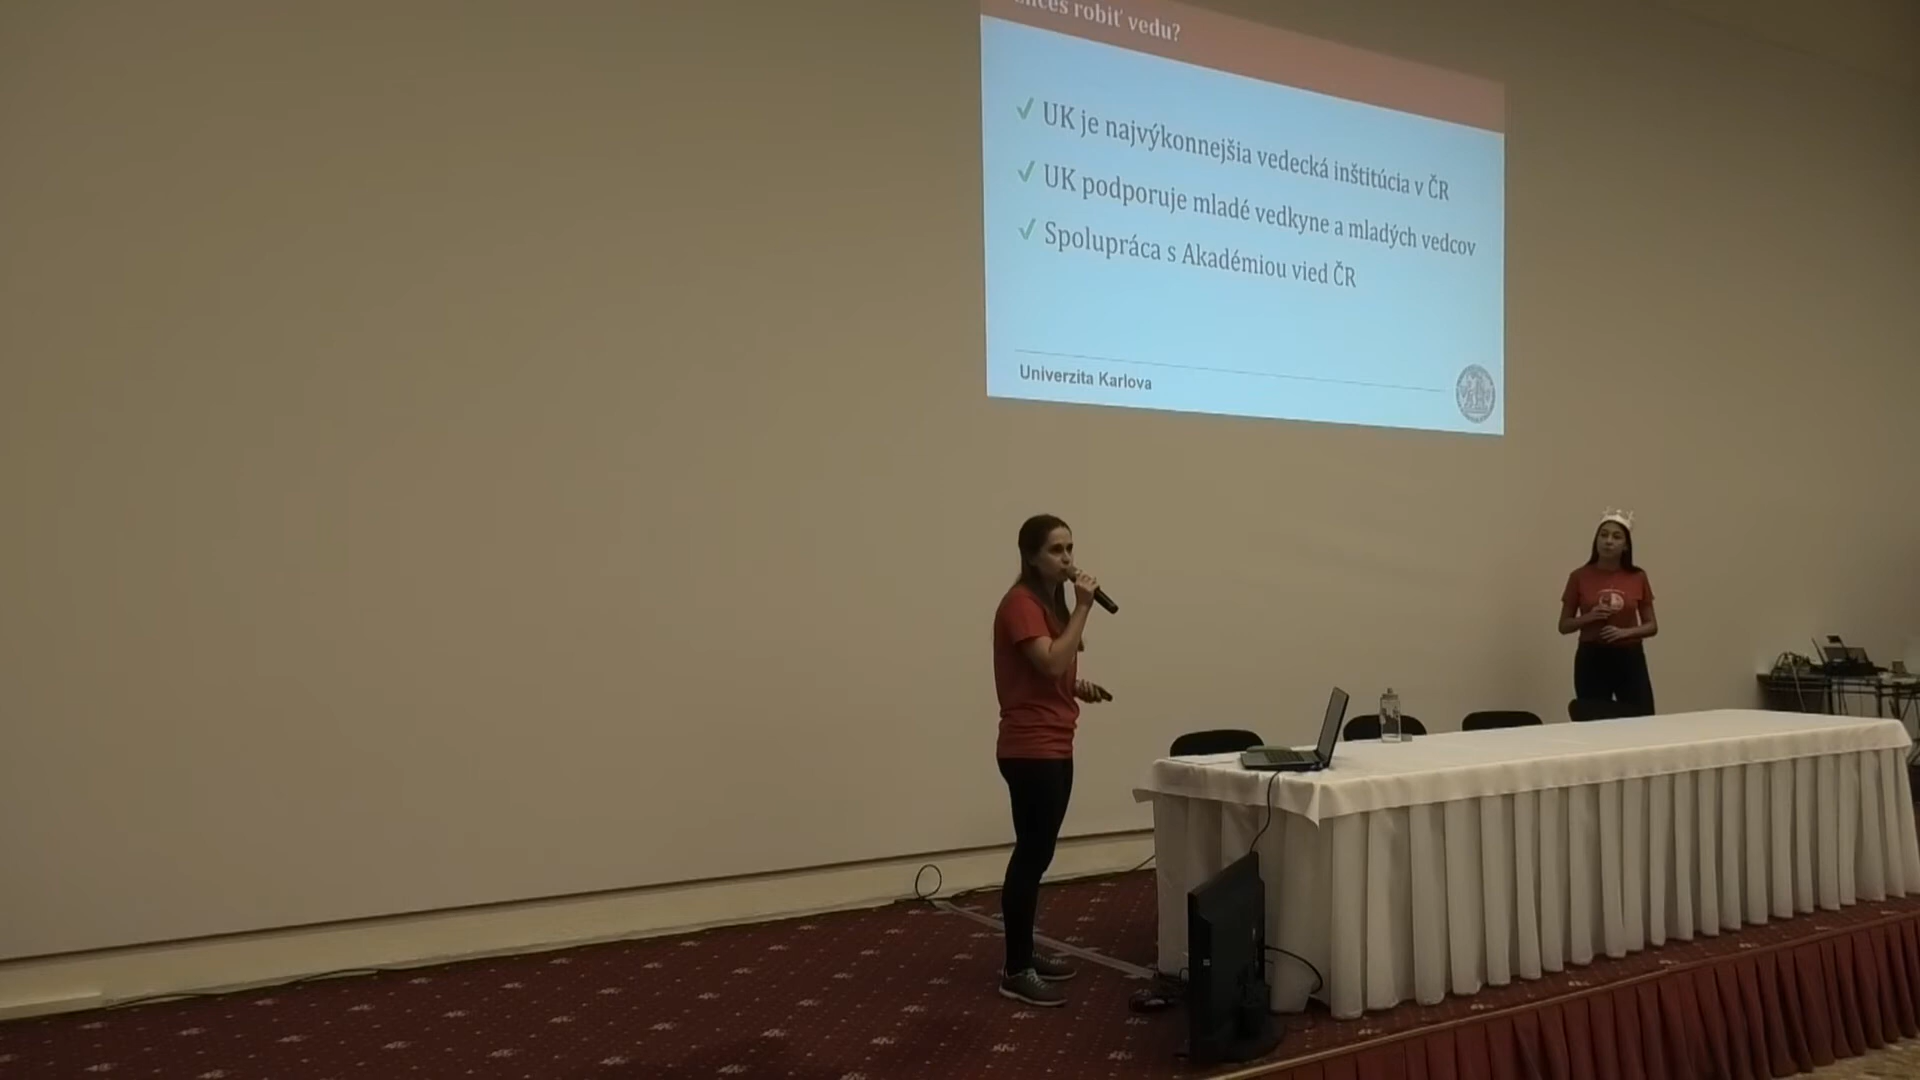 robiť vedu?
✓ UK je najvýkonnejšia vedecká inštitúcia v ČR
✓ UK podporuje mladé vedkyne a mladých vedcov
✓ Spolupráca s Akadémiou vied ČR
Univerzita Karlova